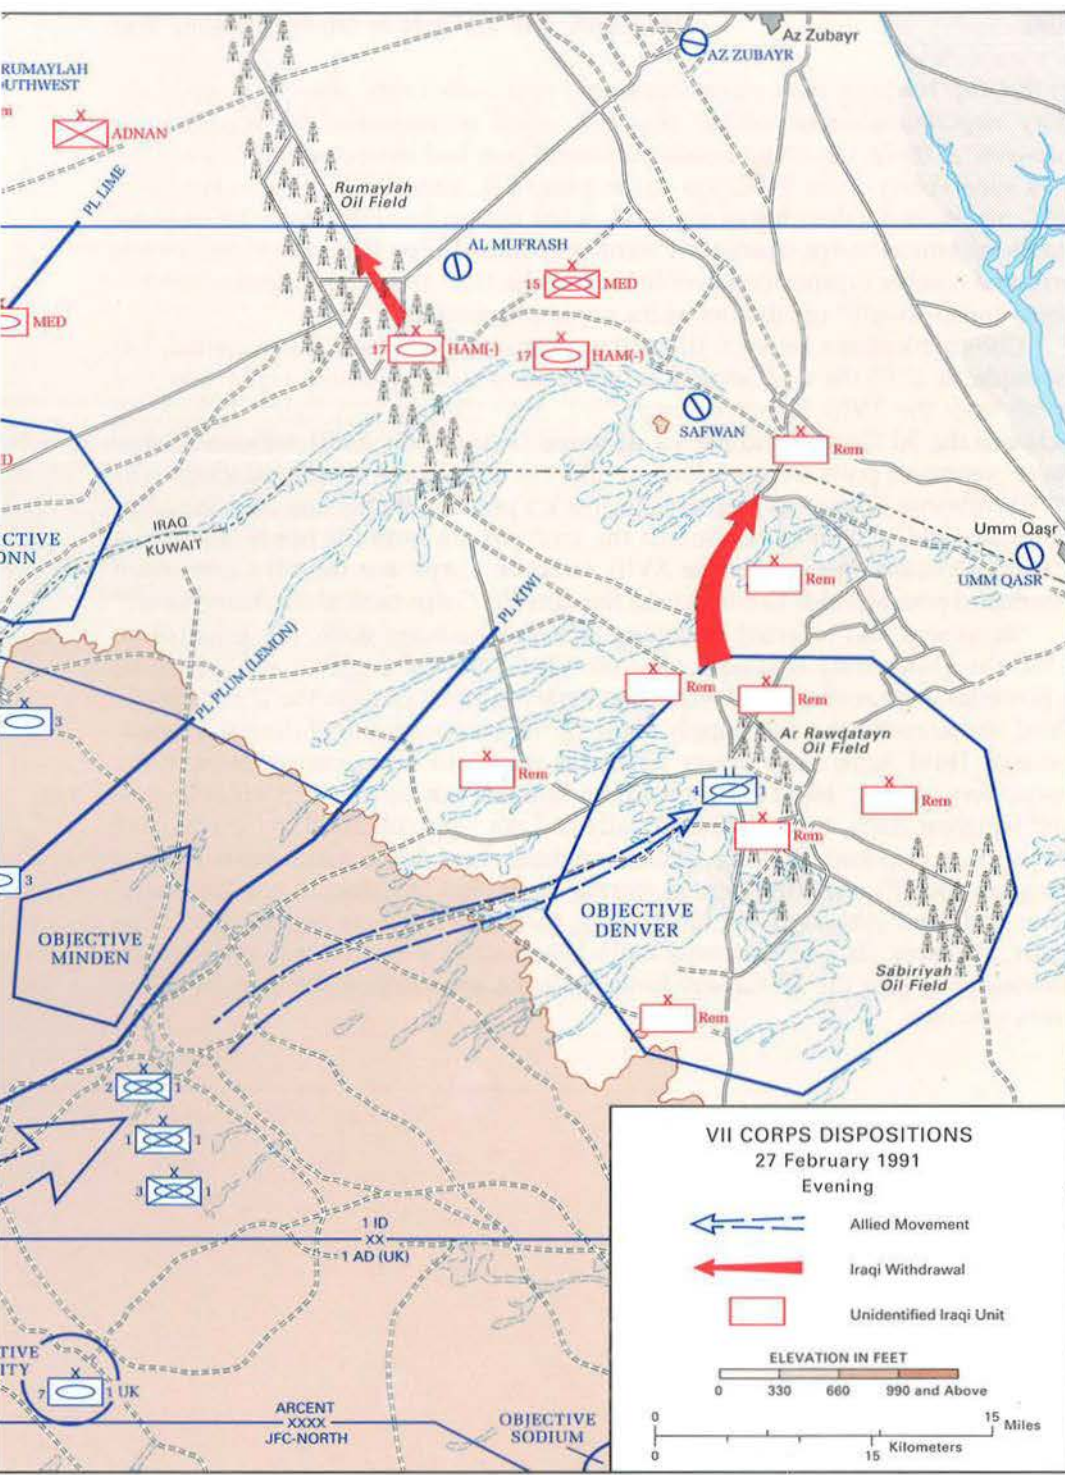 Az Zubayr
AZ ZUBAYR
RUMAYLAH
OUTHWEST
X
ADNAN
PL LIME
Rumaylah
Oil Field
AL MUFRASH
X
15 MED
MED
X
17 HAM(-)
X
17 HAM(-)
SAFWAN
X
Rem
D
CTIVE
ONN
IRAQ
KUWAIT
Umm Qasr
UMM QASR
X
Rem
PL KIWI
PL PLUM (LEMON)
X
Rem
X
Rem
X
3
Ar Rawdatayn
Oil Field
X
Rem
4 1
X
Rem
X
Rem
3
OBJECTIVE
MINDEN
OBJECTIVE
DENVER
Sabiriyah
Oil Field
X
Rem
X
2 1
X
1 1
X
3 1
1 ID
XX
1 AD (UK)
TIVE
ITY
X
7 1 UK
ARCENT
XXXX
JFC-NORTH
OBJECTIVE
SODIUM
VII CORPS DISPOSITIONS
27 February 1991
Evening
Allied Movement
Iraqi Withdrawal
Unidentified Iraqi Unit
ELEVATION IN FEET
0 330 660 990 and Above
0 15 Miles
0 15 Kilometers